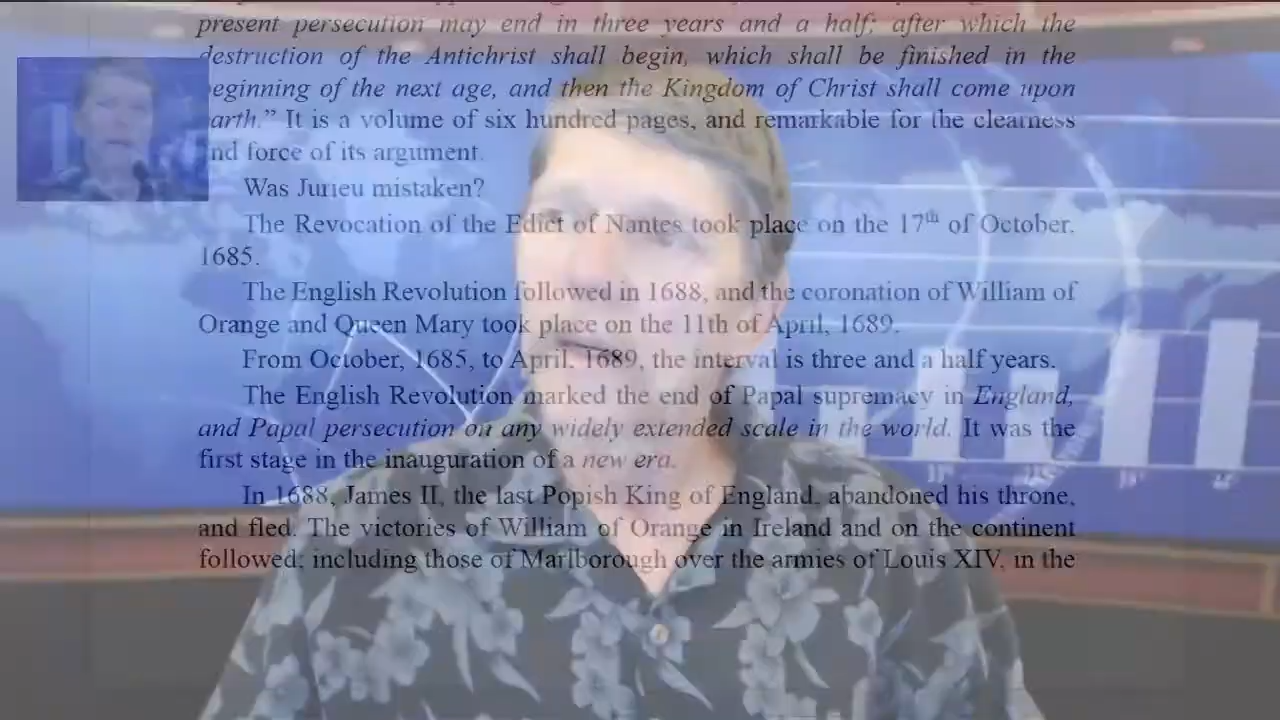 present persecution may end in three years and a half; after which the
destruction of the Antichrist shall begin, which shall be finished in the
eginning of the next age, and then the Kingdom of Christ shall come upon
arth.” It is a volume of six hundred pages, and remarkable for the clearness
nd force of its argument.
Was Jurieu mistaken?
The Revocation of the Edict of Nantes took place on the 17th of October,
1685.
The English Revolution followed in 1688, and the coronation of William of
Orange and Queen Mary took place on the 11th of April, 1689.
From October, 1685, to April, 1689, the interval is three and a half years.
The English Revolution marked the end of Papal supremacy in England,
and Papal persecution on any widely extended scale in the world. It was the
first stage in the inauguration of a new era.
In 1688, James II, the last Popish King of England, abandoned his throne,
and fled. The victories of William of Orange in Ireland and on the continent
followed; including those of Marlborough over the armies of Louis XIV, in the